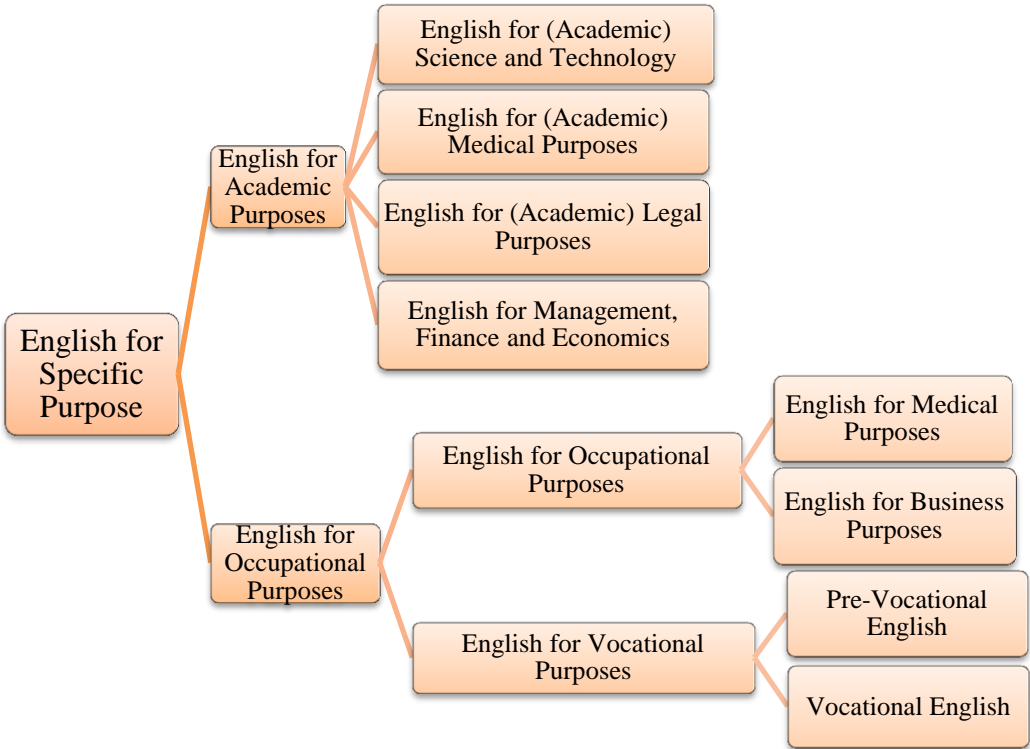 English for (Academic)
Science and Technology
English for (Academic)
Medical Purposes
English for
Academic
Purposes
English for (Academic) Legal
Purposes
English for Management,
Finance and Economics
English for
Specific
Purpose
English for Medical
Purposes
English for Occupational
Purposes
English for Business
Purposes
English for
Occupational
Purposes
Pre-Vocational
English
English for Vocational
Purposes
Vocational English